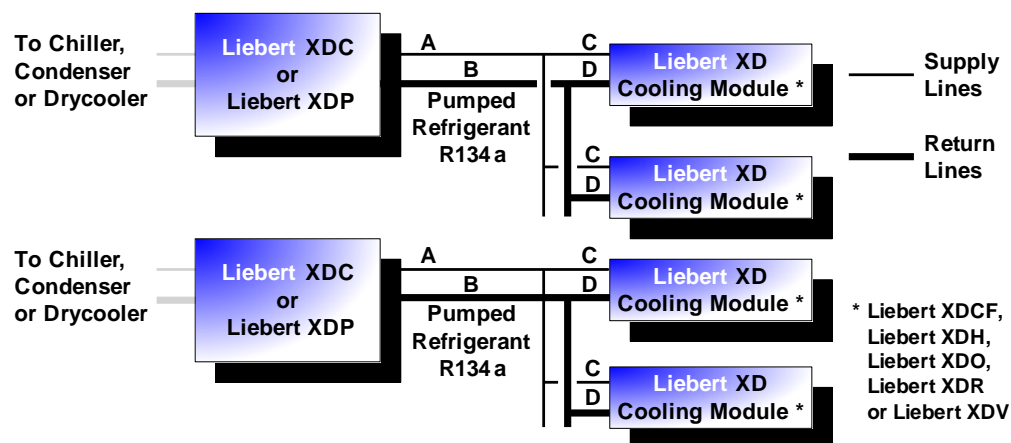 To Chiller,
Condenser
or Drycooler
Liebert XDC
or
Liebert XDP
A
B
Pumped
Refrigerant
R134a
C
D
Liebert XD
Cooling Module *
C
D
Liebert XD
Cooling Module *
Supply
Lines
Return
Lines
To Chiller,
Condenser
or Drycooler
Liebert XDC
or
Liebert XDP
A
B
Pumped
Refrigerant
R134a
C
D
Liebert XD
Cooling Module *
C
D
Liebert XD
Cooling Module *
* Liebert XDCF,
Liebert XDH,
Liebert XDO,
Liebert XDR
or Liebert XDV